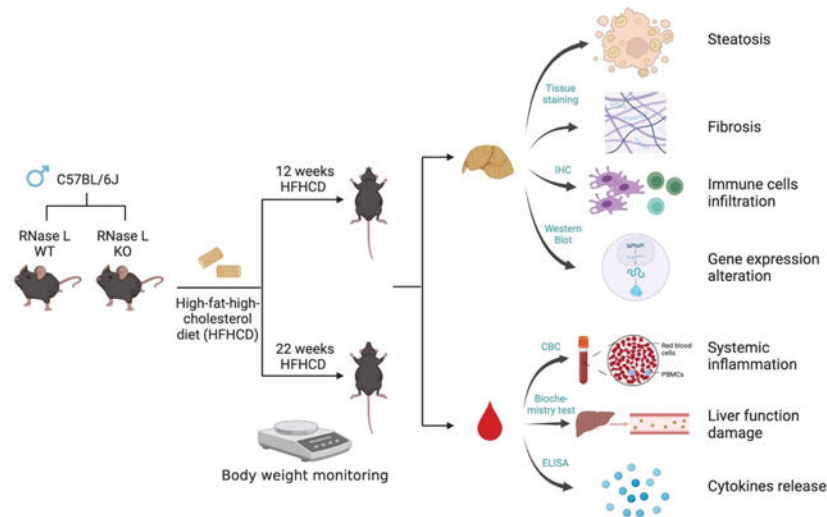 Steatosis
Tissue
staining
Fibrosis
♂ C57BL/6J
12 weeks
HFHCD
IHC
Immune cells
infiltration
RNase L
WT
RNase L
KO
Western
Blot
Gene expression
alteration
High-fat-high-
cholesterol
diet (HFHCD)
22 weeks
HFHCD
CBC
Red blood
cells
PBMCs
Systemic
inflammation
Bioche-
mistry test
Liver function
damage
Body weight monitoring
ELISA
Cytokines release